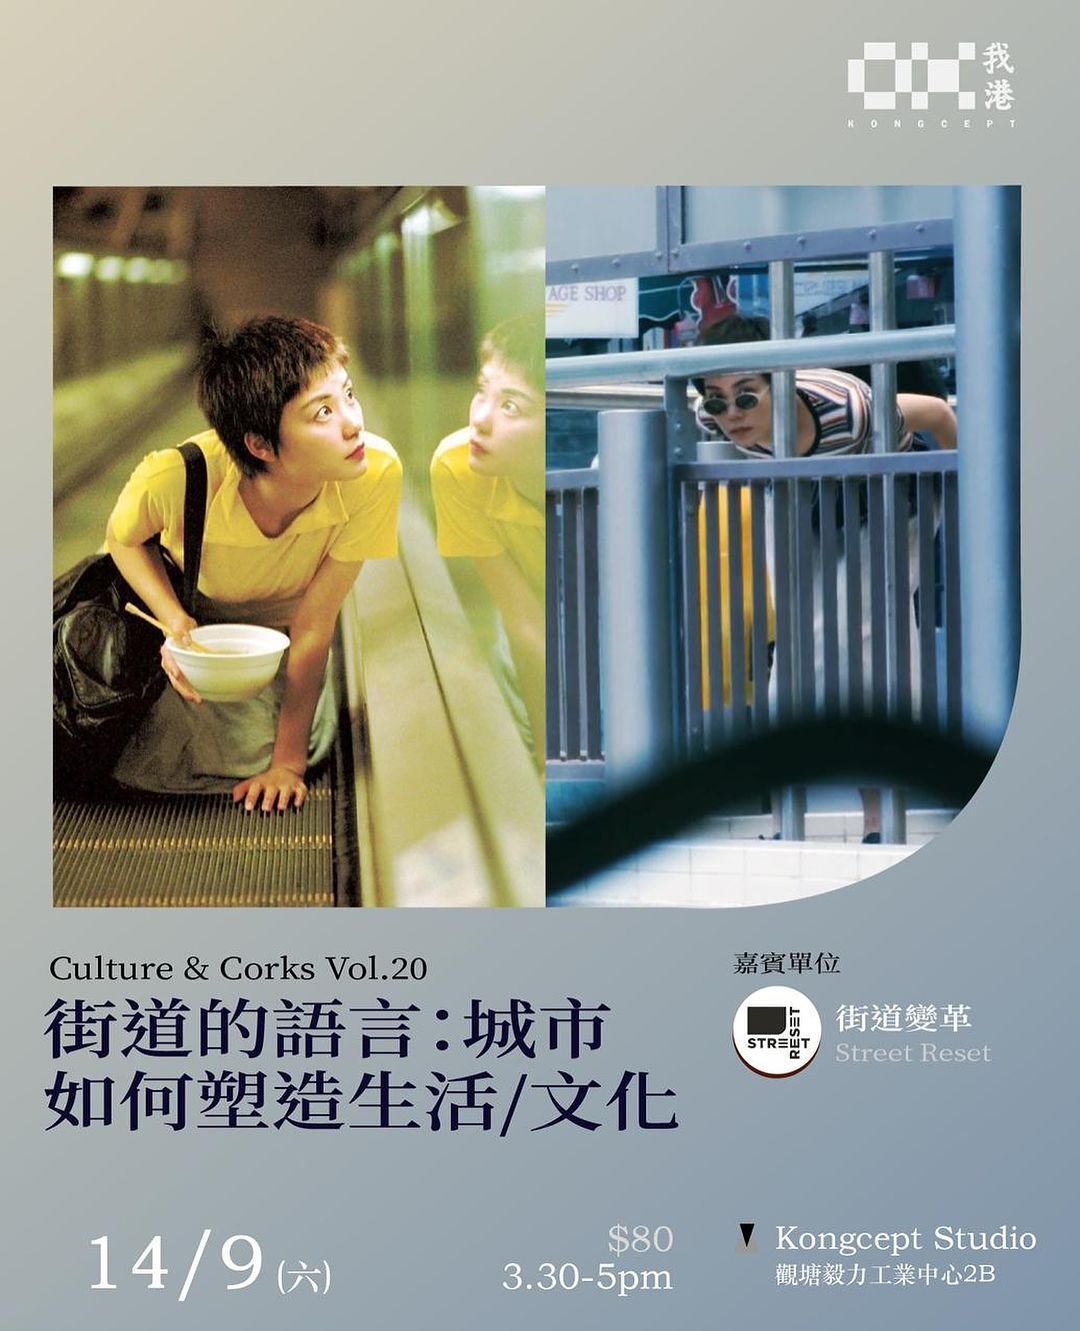 我
港
KONGCEPT
AGE SHOP
Culture & Corks Vol.20
街道的語言：城市
如何塑造生活/文化
嘉賓單位
STREET
RESET
街道變革
Street Reset
14/9 (六)
$80
3.30-5pm
Kongcept Studio
觀塘毅力工業中心2B